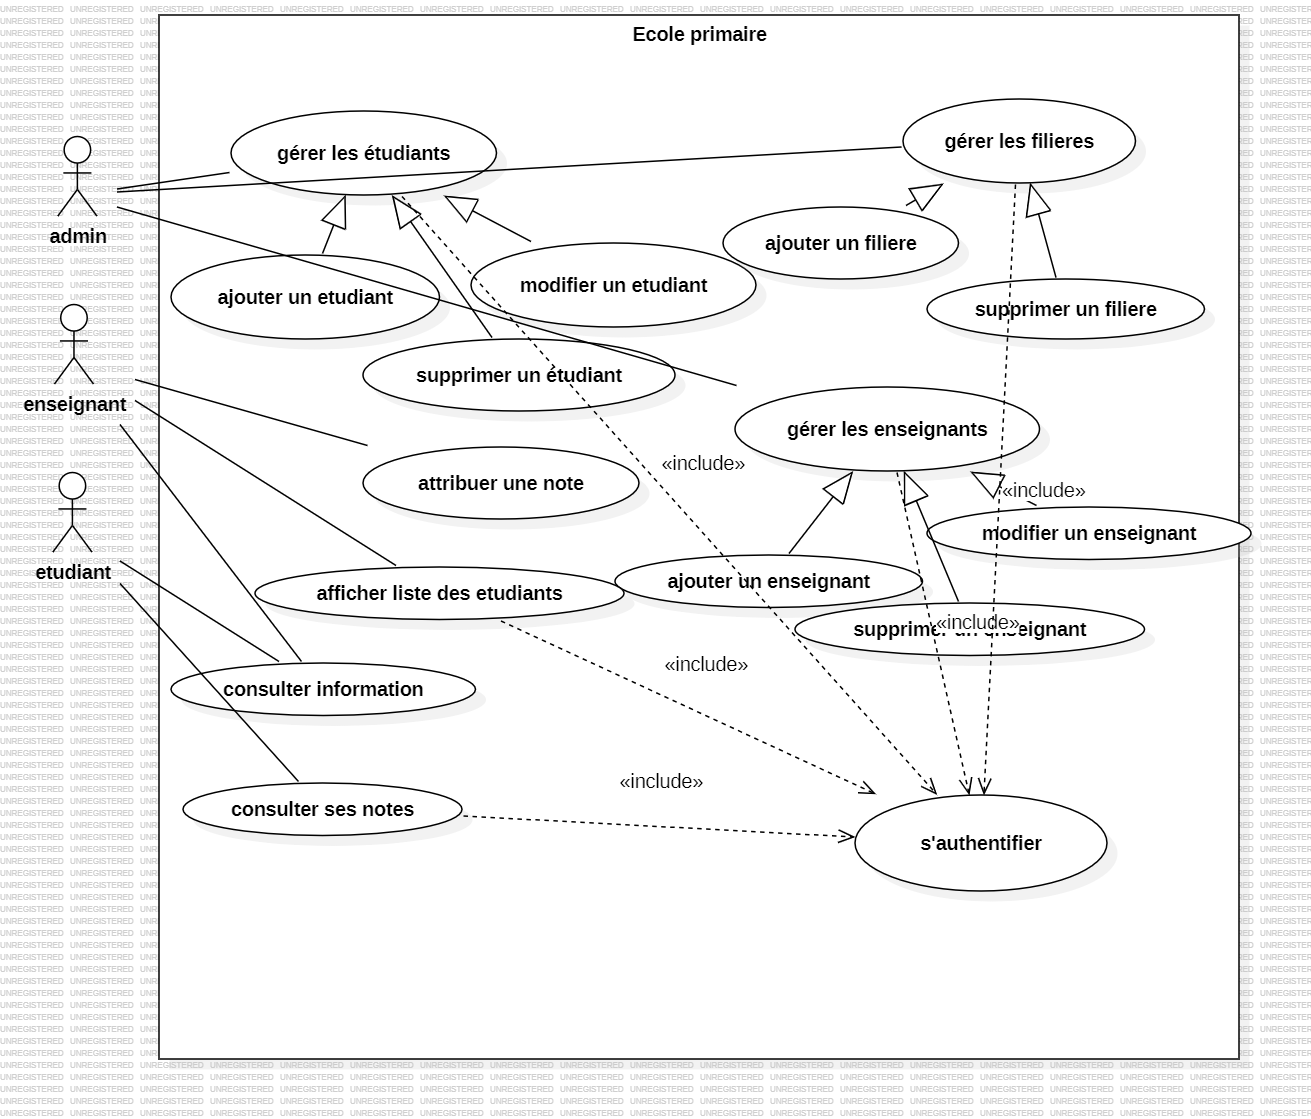 Ecole primaire
gérer les étudiants
gérer les filieres
admin
ajouter un filiere
ajouter un etudiant
modifier un etudiant
supprimer un filiere
supprimer un étudiant
enseignant
gérer les enseignants
«include»
attribuer une note
«include»
modifier un enseignant
etudiant
afficher liste des etudiants
ajouter un enseignant
«include»
supprimer un enseignant
«include»
consulter information
«include»
consulter ses notes
s'authentifier
UNREGISTERED